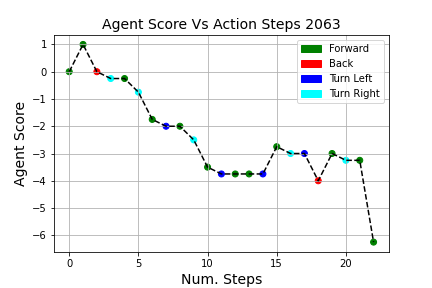 Agent Score Vs Action Steps 2063
Agent Score
1
0
−1
−2
−3
−4
−5
−6
Forward
Back
Turn Left
Turn Right
0 5 10 15 20
Num. Steps